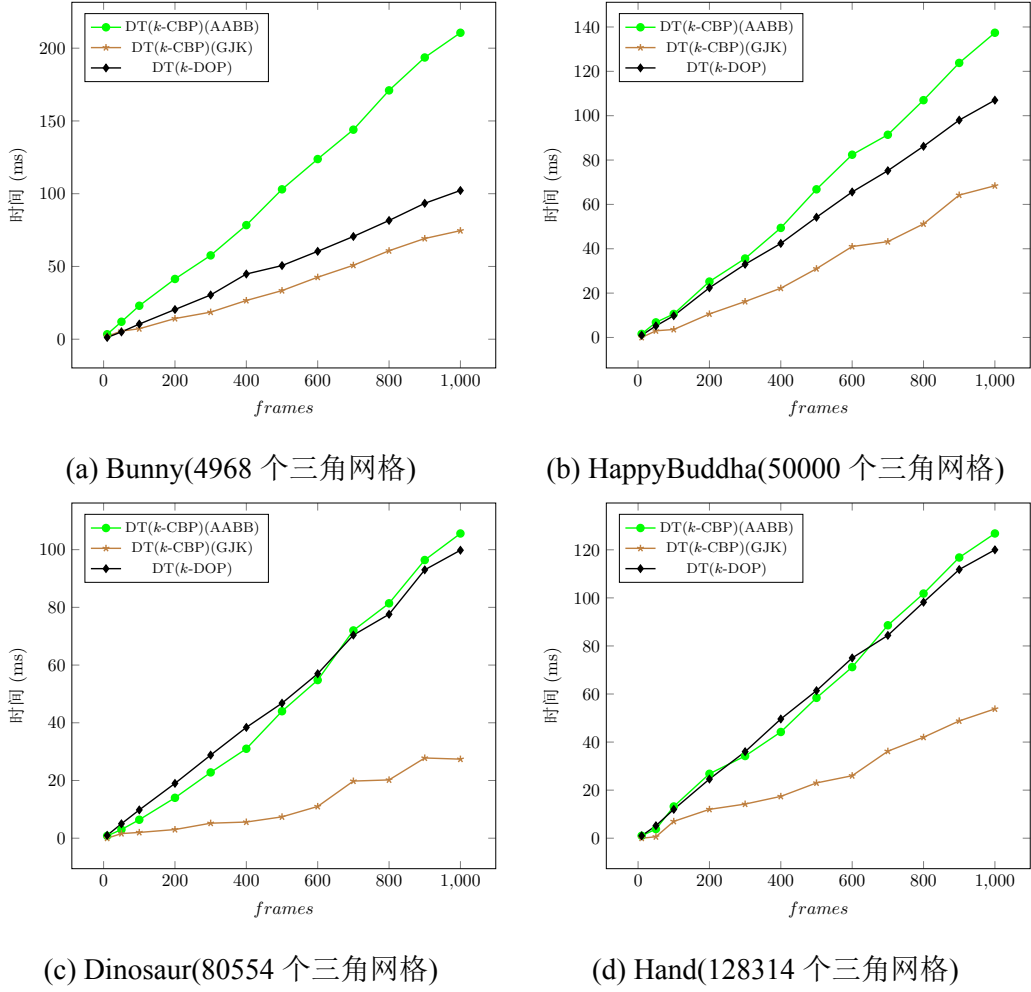 DT(k-CBP)(AABB)
DT(k-CBP)(GJK)
DT(k-DOP)
200
150
100
50
0
时间 (ms)
0 200 400 600 800 1,000
frames
(a) Bunny(4968 个三角网格)
DT(k-CBP)(AABB)
DT(k-CBP)(GJK)
DT(k-DOP)
140
120
100
80
60
40
20
0
时间 (ms)
0 200 400 600 800 1,000
frames
(b) HappyBuddha(50000 个三角网格)
DT(k-CBP)(AABB)
DT(k-CBP)(GJK)
DT(k-DOP)
100
80
60
40
20
0
时间 (ms)
0 200 400 600 800 1,000
frames
(c) Dinosaur(80554 个三角网格)
DT(k-CBP)(AABB)
DT(k-CBP)(GJK)
DT(k-DOP)
120
100
80
60
40
20
0
时间 (ms)
0 200 400 600 800 1,000
frames
(d) Hand(128314 个三角网格)